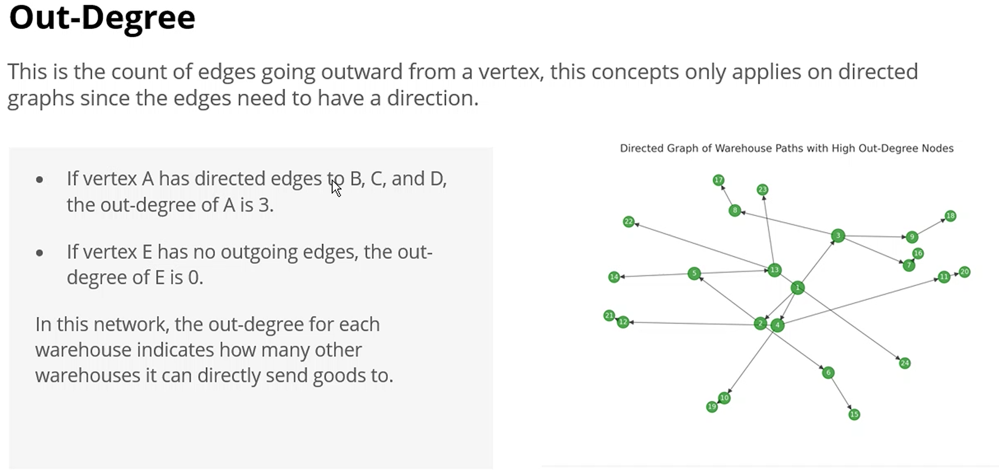 Out-Degree
This is the count of edges going outward from a vertex, this concepts only applies on directed
graphs since the edges need to have a direction.
• If vertex A has directed edges to B, C, and D,
the out-degree of A is 3.
• If vertex E has no outgoing edges, the out-
degree of E is 0.
In this network, the out-degree for each
warehouse indicates how many other
warehouses it can directly send goods to.
Directed Graph of Warehouse Paths with High Out-Degree Nodes
17
23
8
18
22
3
9
16
7
13
5
14
11
20
1
21
12
2
4
24
6
10
19
15